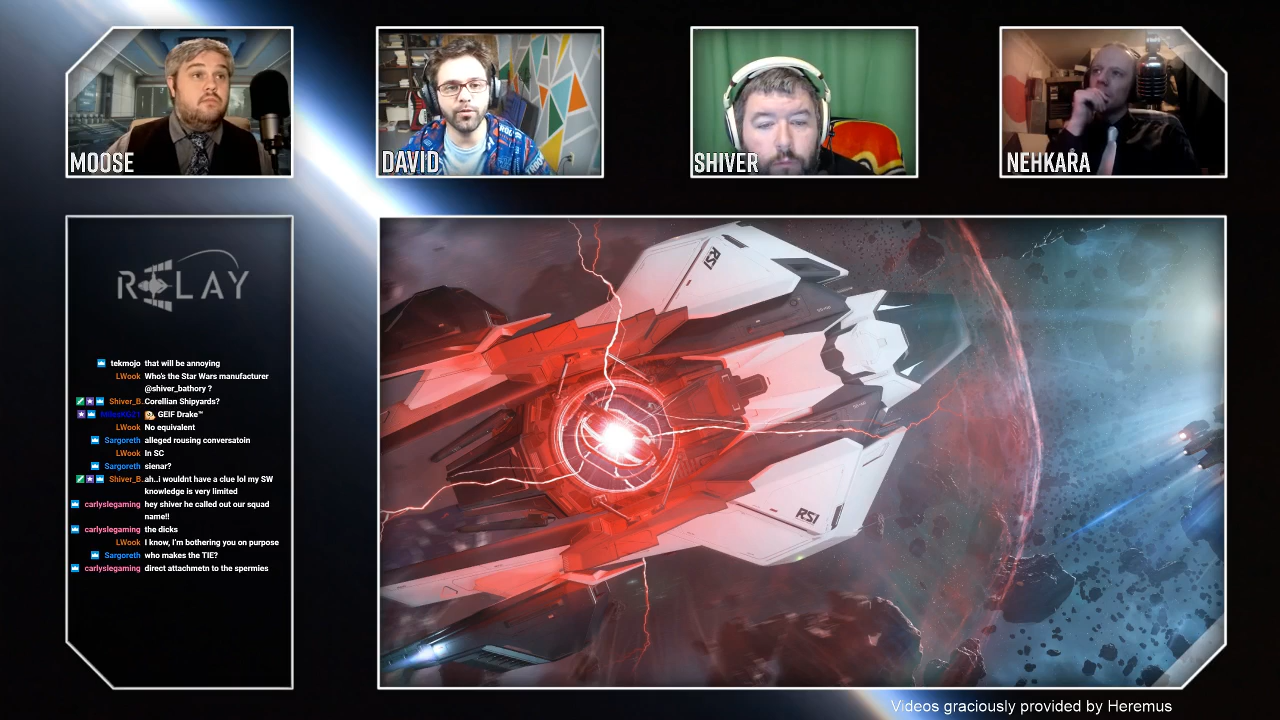 MOOSE
DAVID
SHIVER
NEHKARA
RELAY
tekmojo that will be annoying
LWook Who's the Star Wars manufacturer
@shiver_bathory ?
Shiver_B. Corellian Shipyards?
GEIF Drake™
LWook No equivalent
Sargoreth alleged rousing conversatoin
LWook In SC
Sargoreth sienar?
Shiver_B. ah..i wouldnt have a clue lol my SW
knowledge is very limited
carlyslegaming hey shiver he called out our squad
name!!
carlyslegaming the dicks
LWook I know, I'm bothering you on purpose
Sargoreth who makes the TIE?
carlyslegaming direct attachmetn to the spermies
RSI
RSI
Videos graciously provided by Heremus